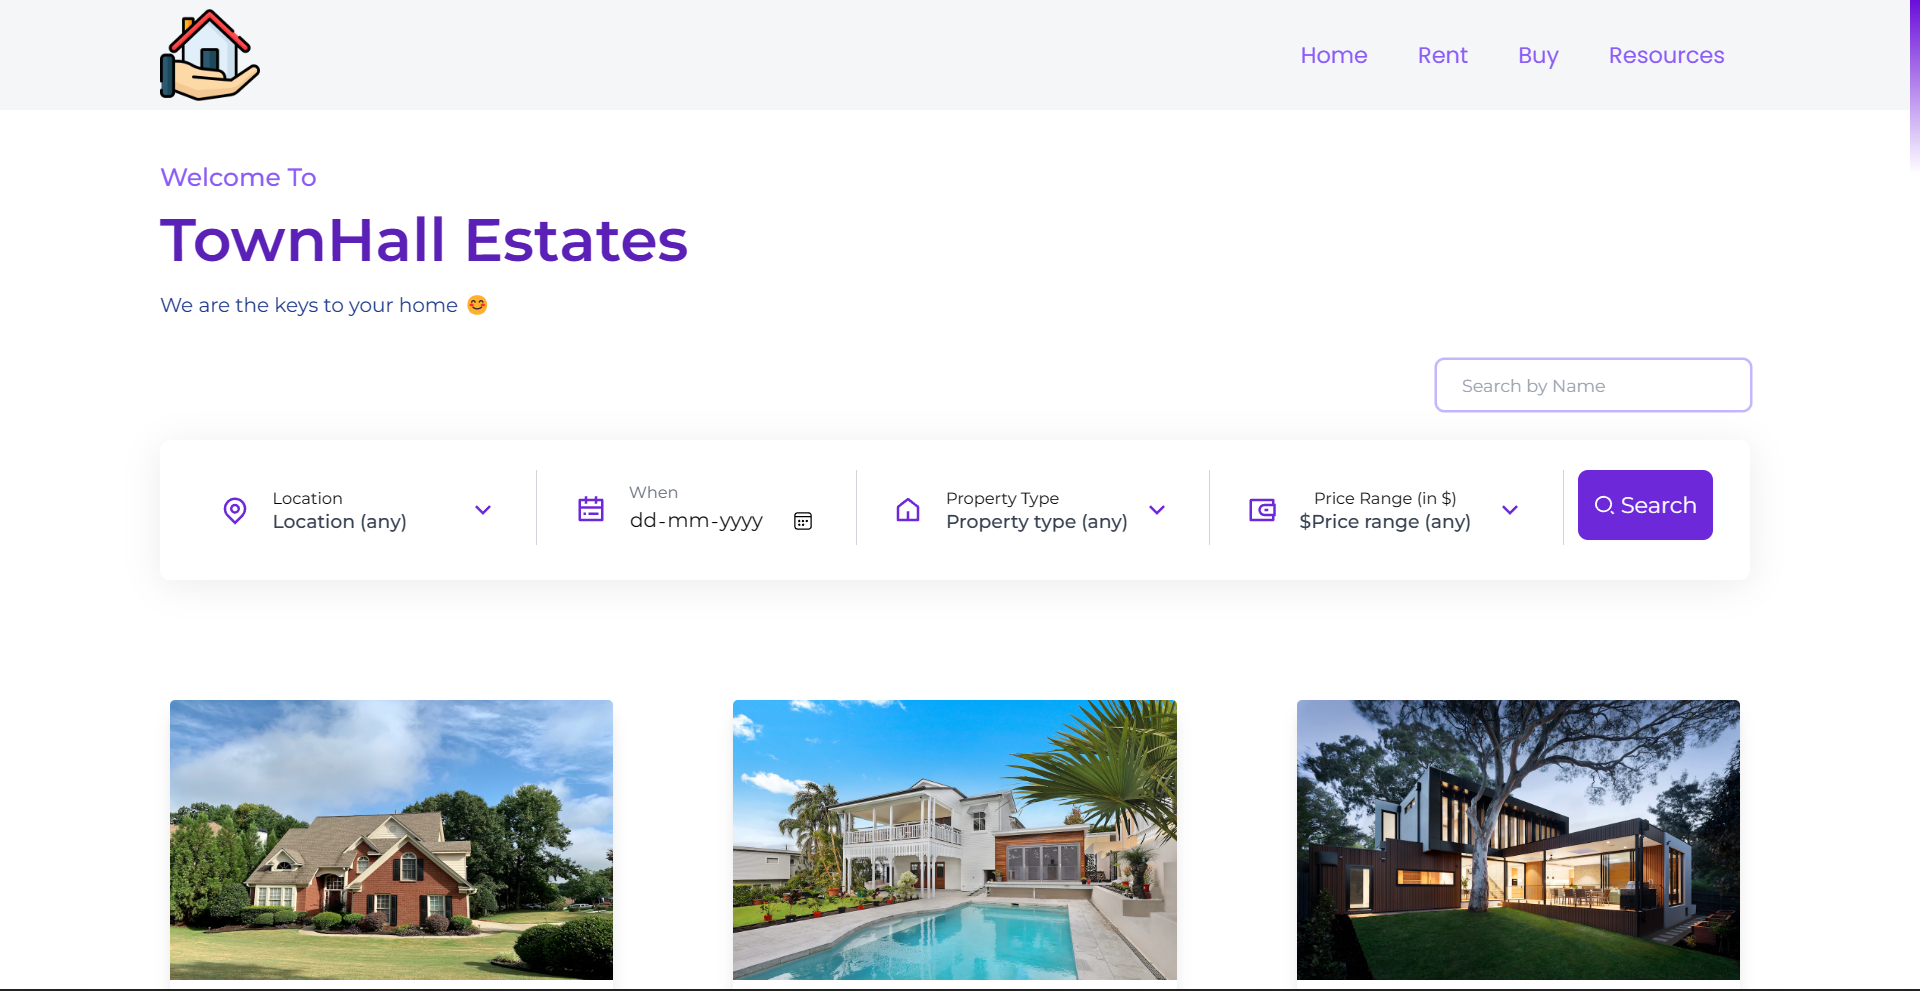 Home
Rent
Buy
Resources
Welcome To
TownHall Estates
We are the keys to your home 😊
Search by Name
Location
Location (any)
When
dd-mm-yyyy
Property Type
Property type (any)
Price Range (in $)
$Price range (any)
Search